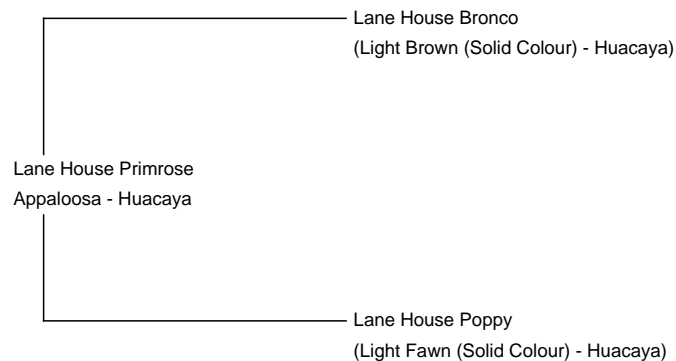 Lane House Bronco
(Light Brown (Solid Colour) - Huacaya)
Lane House Primrose
Appaloosa - Huacaya
Lane House Poppy
(Light Fawn (Solid Colour) - Huacaya)